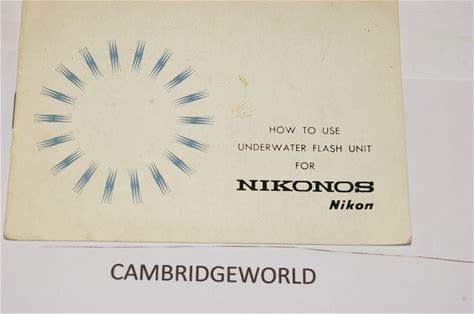 HOW TO USE
UNDERWATER FLASH UNIT
FOR
NIKONOS
Nikon
CAMBRIDGEWORLD